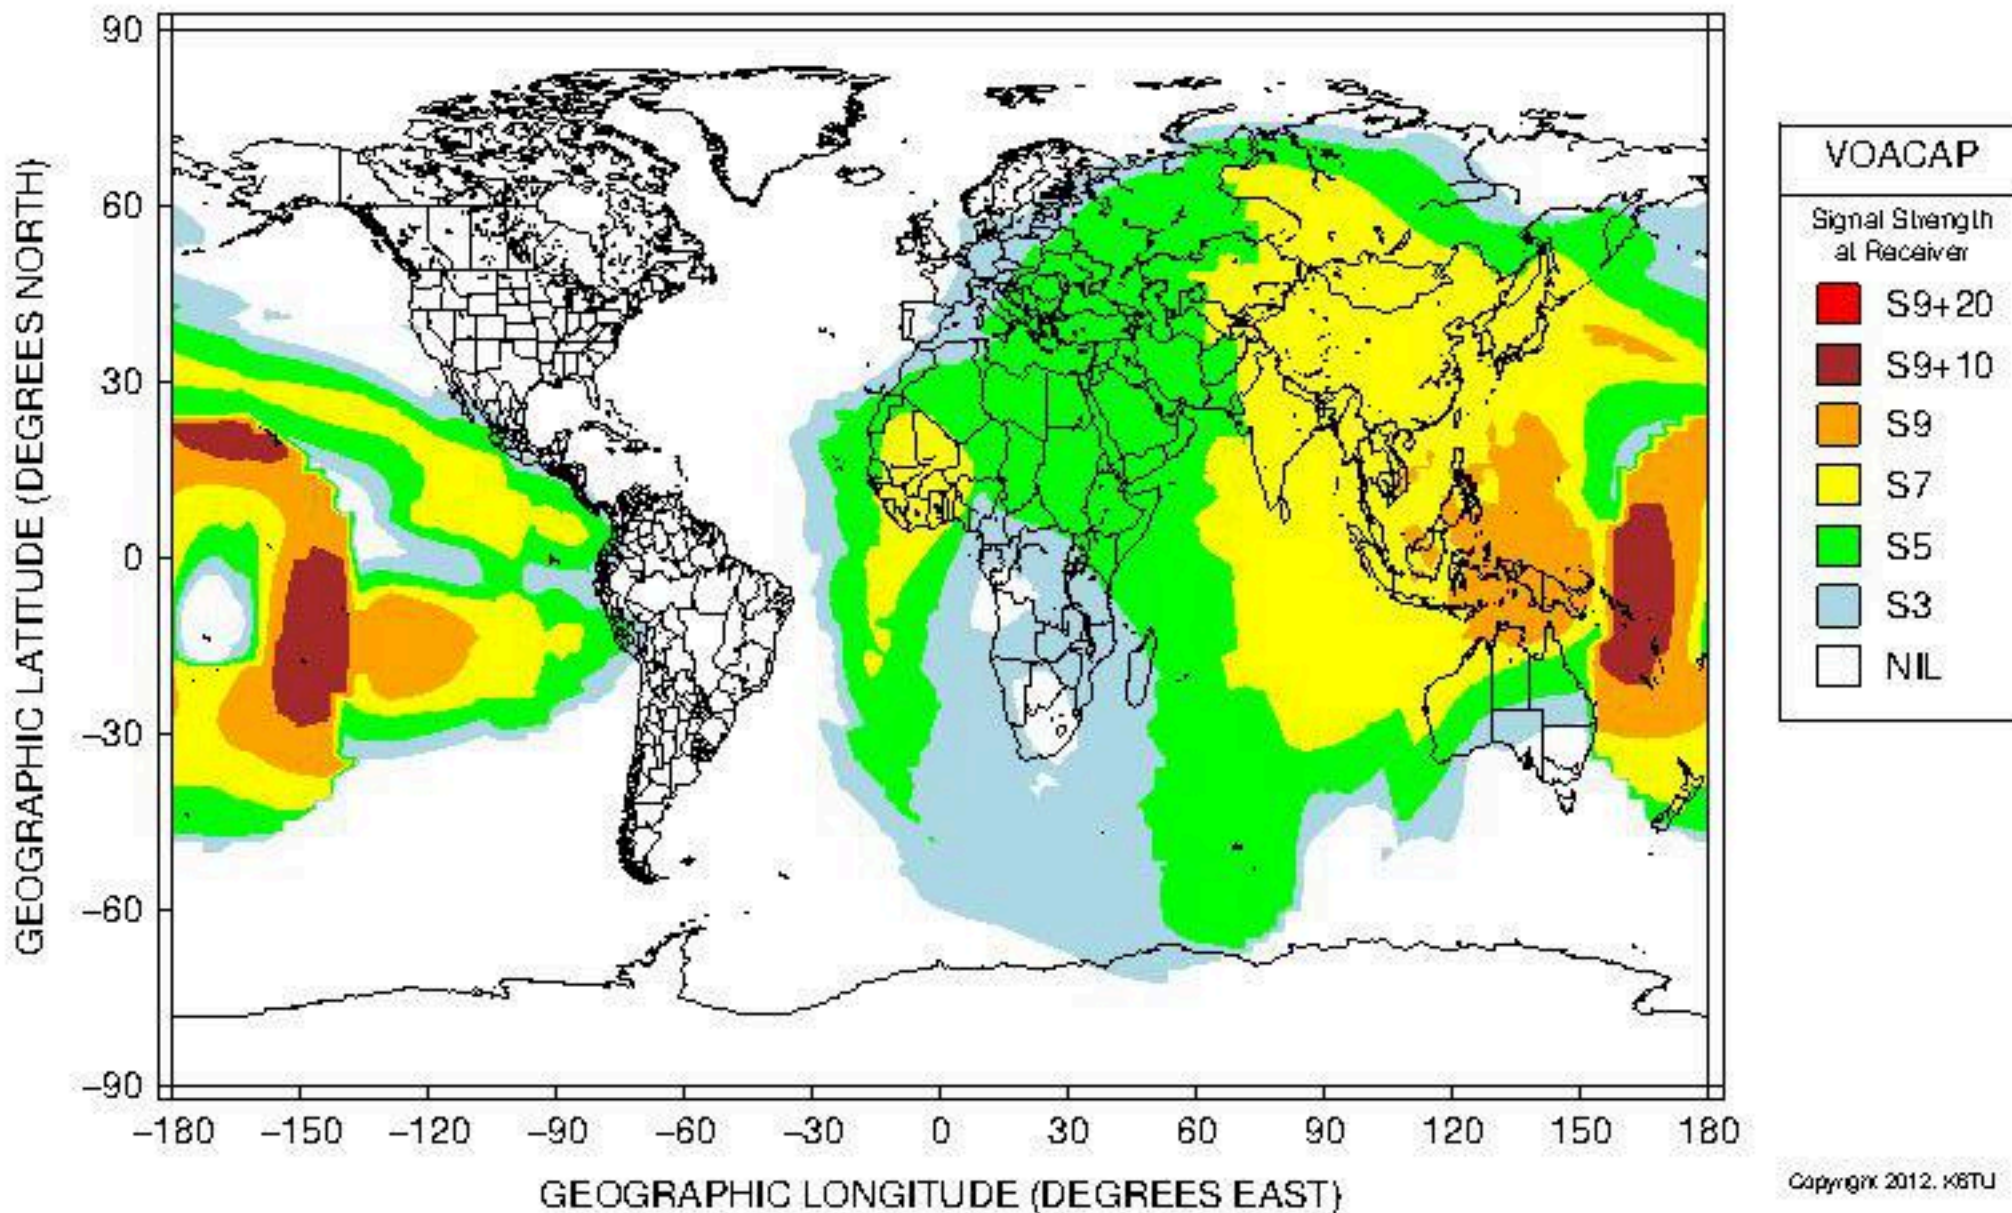 90
60
30
0
−30
−60
−90
GEOGRAPHIC LATITUDE (DEGREES NORTH)
−180 −150 −120 −90 −60 −30 0 30 60 90 120 150 180
GEOGRAPHIC LONGITUDE (DEGREES EAST)
VOACAP
Signal Strength
at Receiver
S9+20
S9+10
S9
S7
S5
S3
NIL
Copyright 2012, K6TU